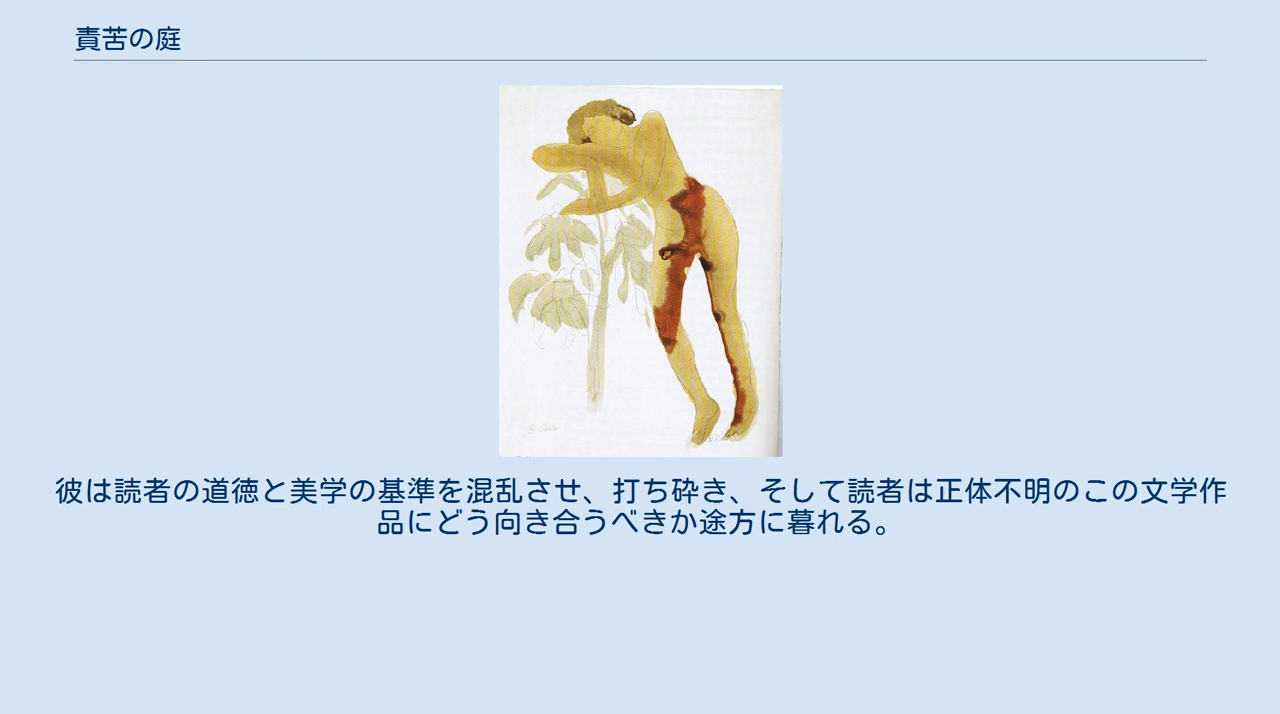 責苦の庭
彼は読者の道徳と美学の基準を混乱させ、打ち砕き、そして読者は正体不明のこの文学作
品にどう向き合うべきか途方に暮れる。